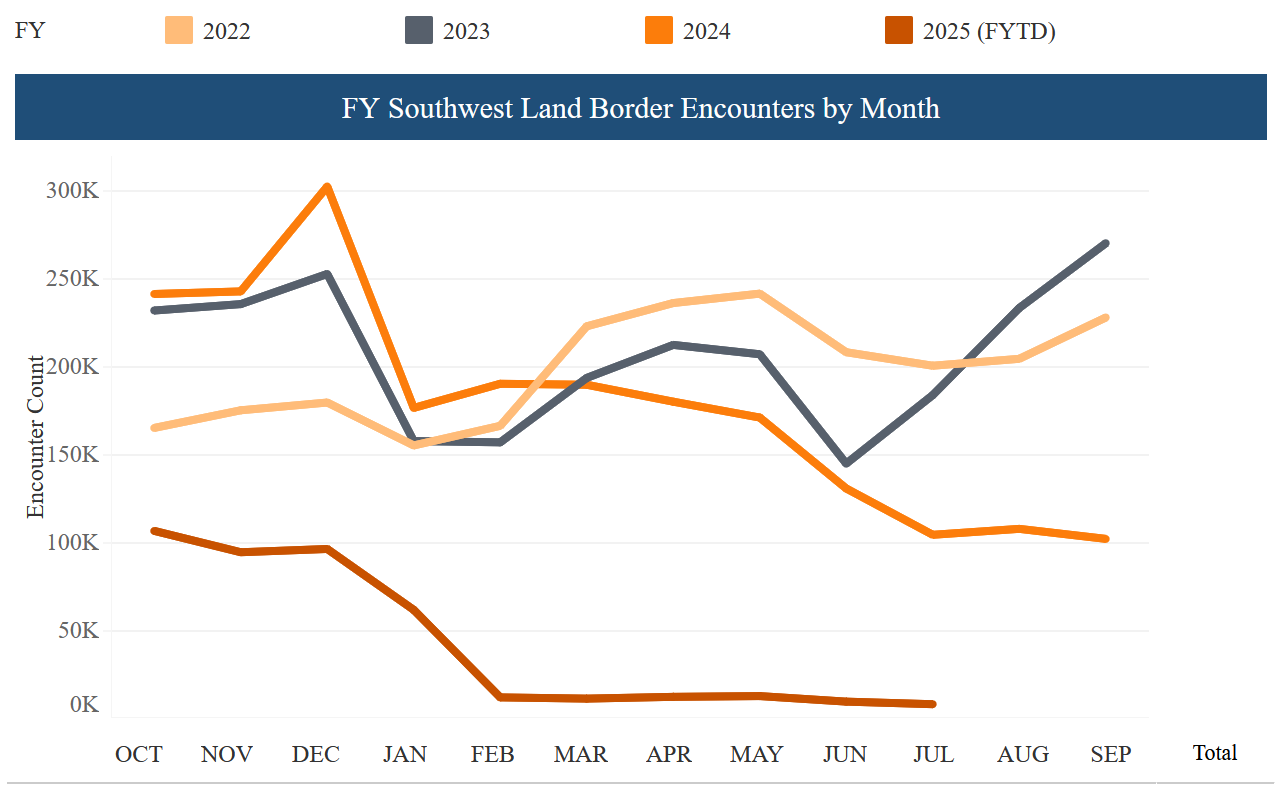 FY 2022 2023 2024 2025 (FYTD)
FY Southwest Land Border Encounters by Month
300K
250K
200K
150K
100K
50K
0K
Encounter Count
OCT NOV DEC JAN FEB MAR APR MAY JUN JUL AUG SEP Total